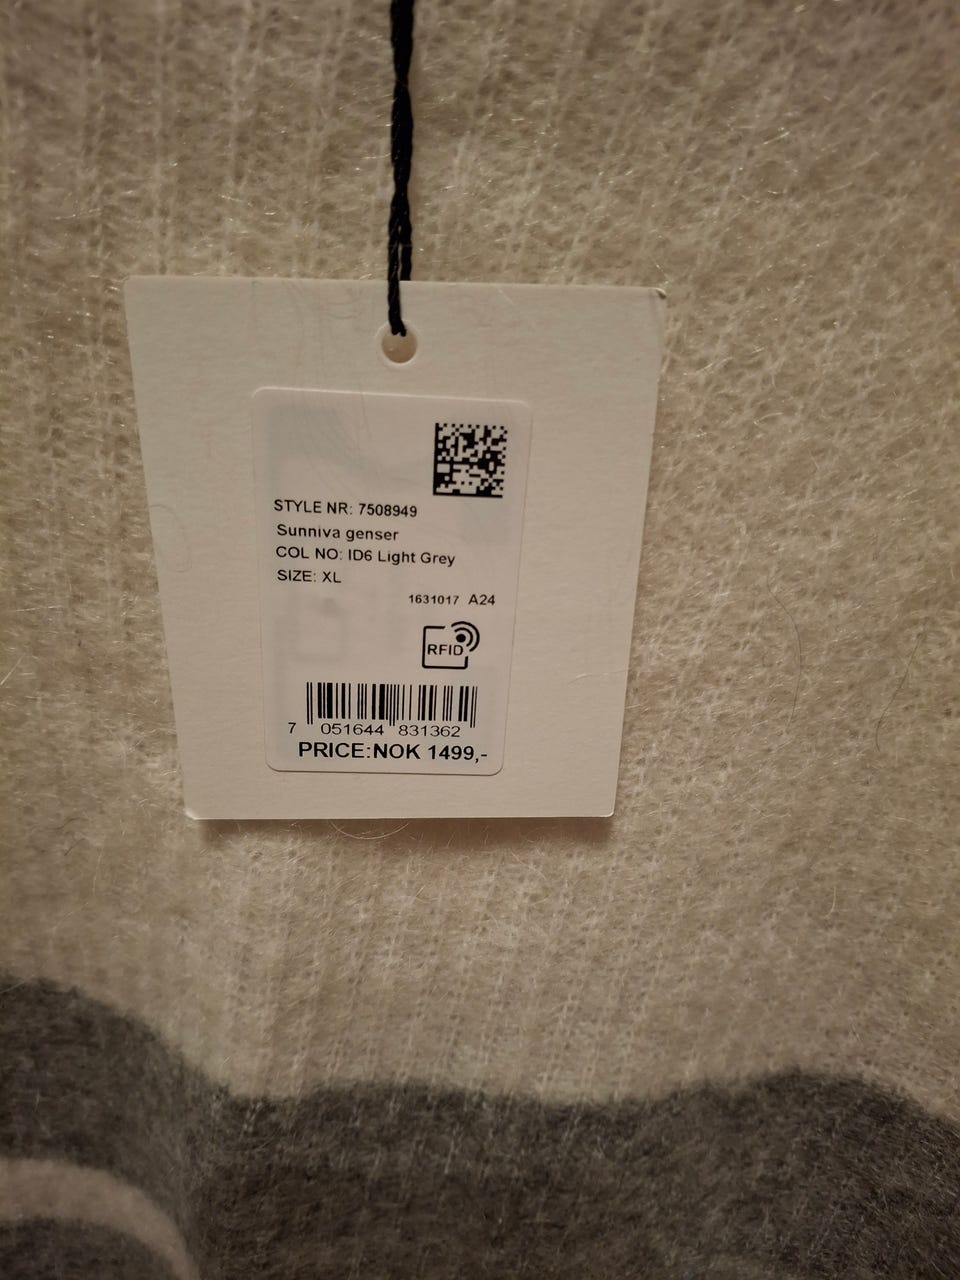 STYLE NR: 7508949
Sunniva genser
COL NO: ID6 Light Grey
SIZE: XL
1631017 A24
RFID
7 051644 831362
PRICE:NOK 1499,-